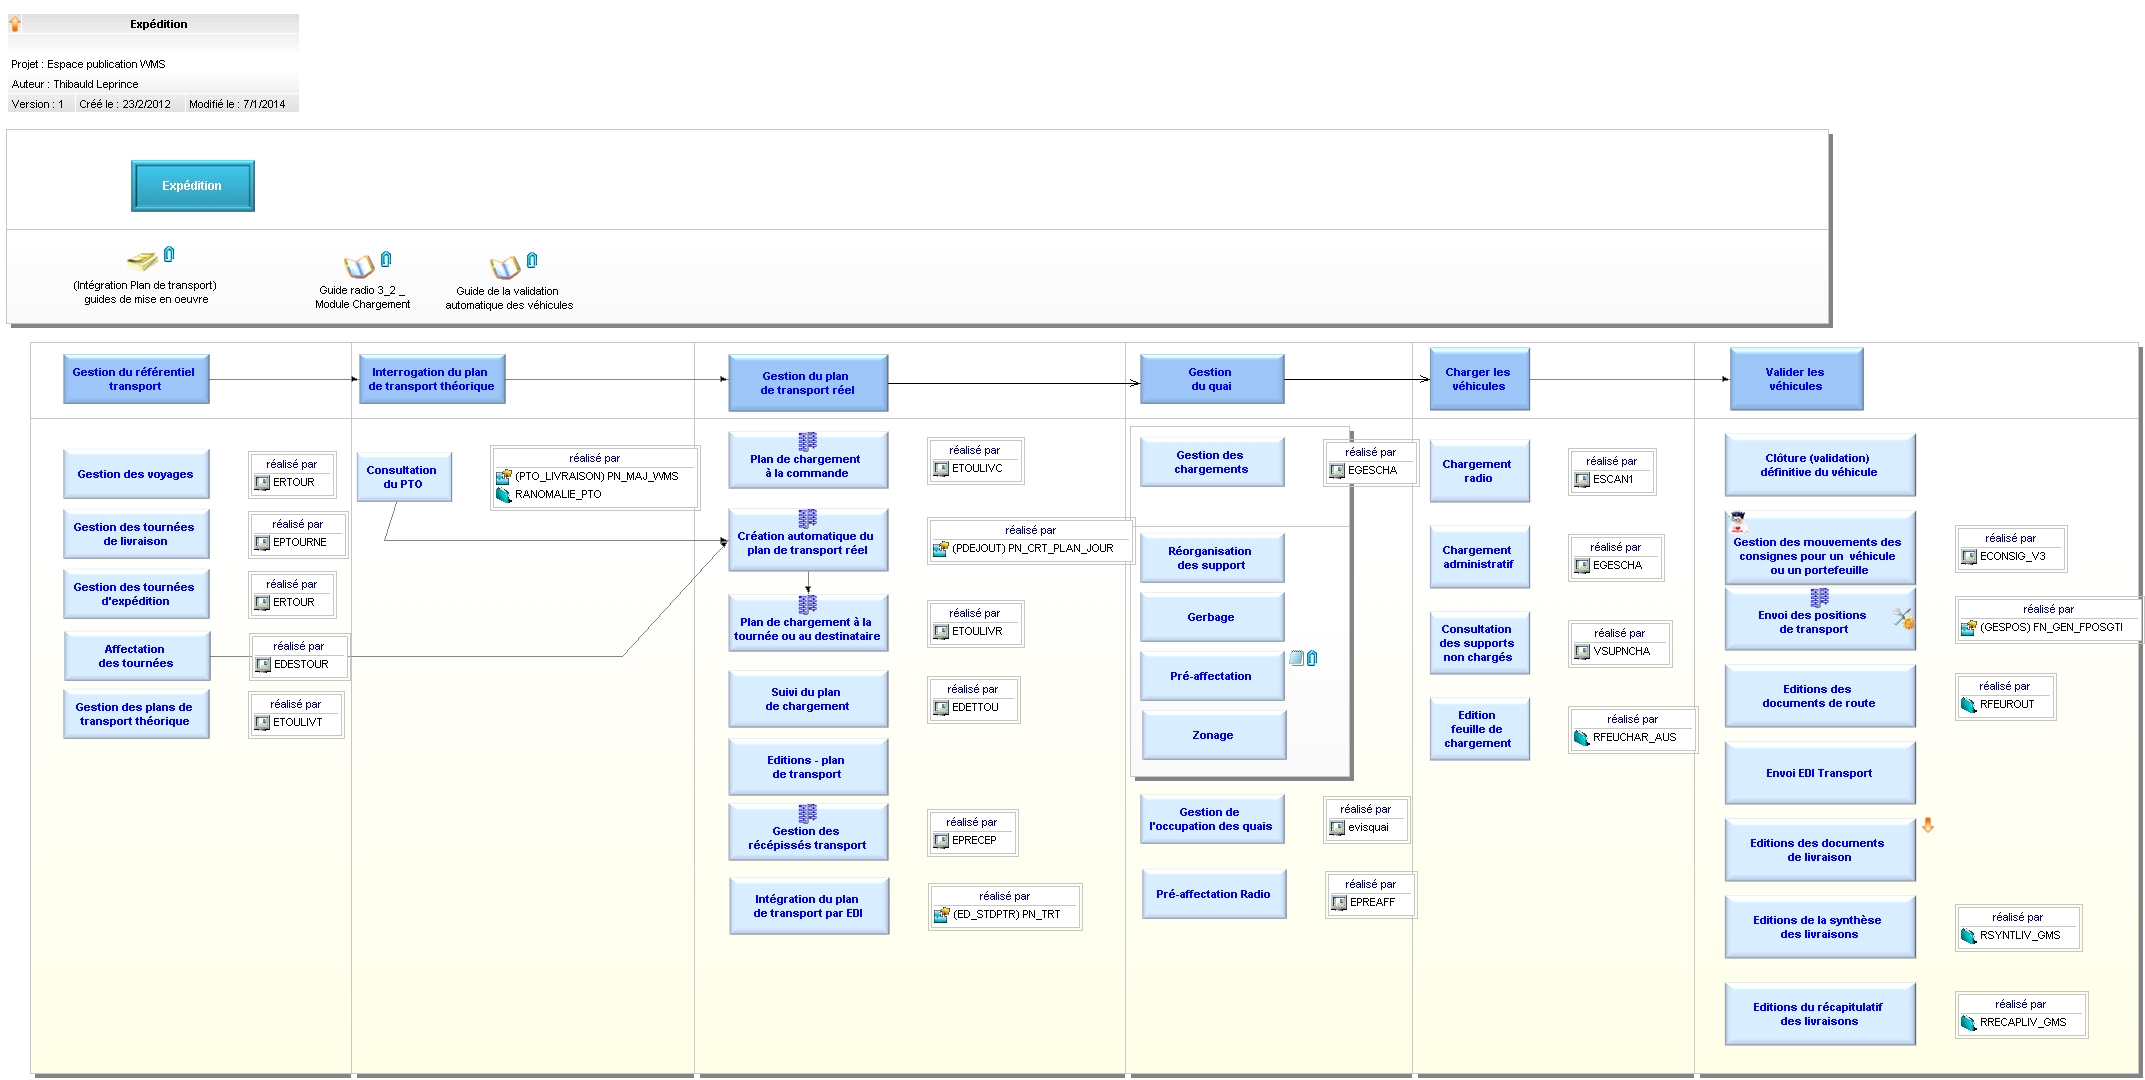 Expédition
Projet : Espace publication WMS
Auteur : Thibauld Leprince
Version : 1 Créé le : 23/2/2012 Modifié le : 7/1/2014
Expédition
(Intégration Plan de transport)
guides de mise en oeuvre
Guide radio 3_2 _
Module Chargement
Guide de la validation
automatique des véhicules
Gestion du référentiel
transport
Interrogation du plan
de transport théorique
Gestion du plan
de transport réel
Gestion
du quai
Charger les
véhicules
Valider les
véhicules
Gestion des voyages
réalisé par
ERTOUR
Gestion des tournées
de livraison
réalisé par
EPTOURNE
Gestion des tournées
d'expédition
réalisé par
ERTOUR
Affectation
des tournées
réalisé par
EDESTOUR
Gestion des plans de
transport théorique
réalisé par
ETOULIVT
Consultation
du PTO
réalisé par
(PTO_LIVRAISON) PN_MAJ_WMS
RANOMALIE_PTO
Plan de chargement
à la commande
réalisé par
ETOULIVC
Création automatique du
plan de transport réel
réalisé par
(PDEJOUT) PN_CRT_PLAN_JOUR
Plan de chargement à la
tournée ou au destinataire
réalisé par
ETOULIVR
Suivi du plan
de chargement
réalisé par
EDETTOU
Editions - plan
de transport
Gestion des
récépissés transport
réalisé par
EPRECEP
Intégration du plan
de transport par EDI
réalisé par
(ED_STDPTR) PN_TRT
Gestion des
chargements
réalisé par
EGESCHA
Réorganisation
des support
Gerbage
Pré-affectation
Zonage
Gestion de
l'occupation des quais
réalisé par
evisquai
Pré-affectation Radio
réalisé par
EPREAFF
Chargement
radio
réalisé par
ESCAN1
Chargement
administratif
réalisé par
EGESCHA
Consultation
des supports
non chargés
réalisé par
VSUPNCHA
Edition
feuille de
chargement
réalisé par
RFEUCHAR_AUS
Clôture (validation)
définitive du véhicule
Gestion des mouvements des
consignes pour un véhicule
ou un portefeuille
réalisé par
ECONSIG_V3
Envoi des positions
de transport
réalisé par
(GESPOS) FN_GEN_FPOSGTI
Editions des
documents de route
réalisé par
RFEUROUT
Envoi EDI Transport
Editions des documents
de livraison
Editions de la synthèse
des livraisons
réalisé par
RSYNTLIV_GMS
Editions du récapitulatif
des livraisons
réalisé par
RRECAPLIV_GMS